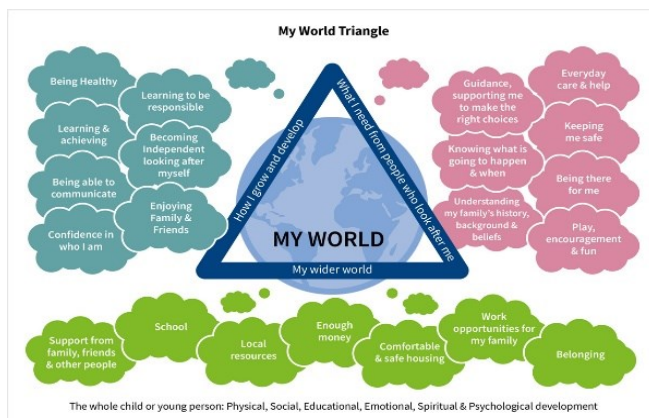 My World Triangle
Being Healthy
Learning to be
responsible
Learning &
achieving
Becoming
Independent
looking after
myself
Being able to
communicate
Enjoying
Family &
Friends
Confidence in
who I am
How I grow and develop
What I need from people who look after me
MY WORLD
My wider world
Guidance,
supporting me
to make the
right choices
Everyday
care & help
Knowing what is
going to happen
& when
Keeping
me safe
Understanding
my family's history,
background &
beliefs
Being there
for me
Play,
encouragement
& fun
Support from
family, friends
& other people
School
Local
resources
Enough
money
Comfortable
& safe housing
Work
opportunities for
my family
Belonging
The whole child or young person: Physical, Social, Educational, Emotional, Spiritual & Psychological development